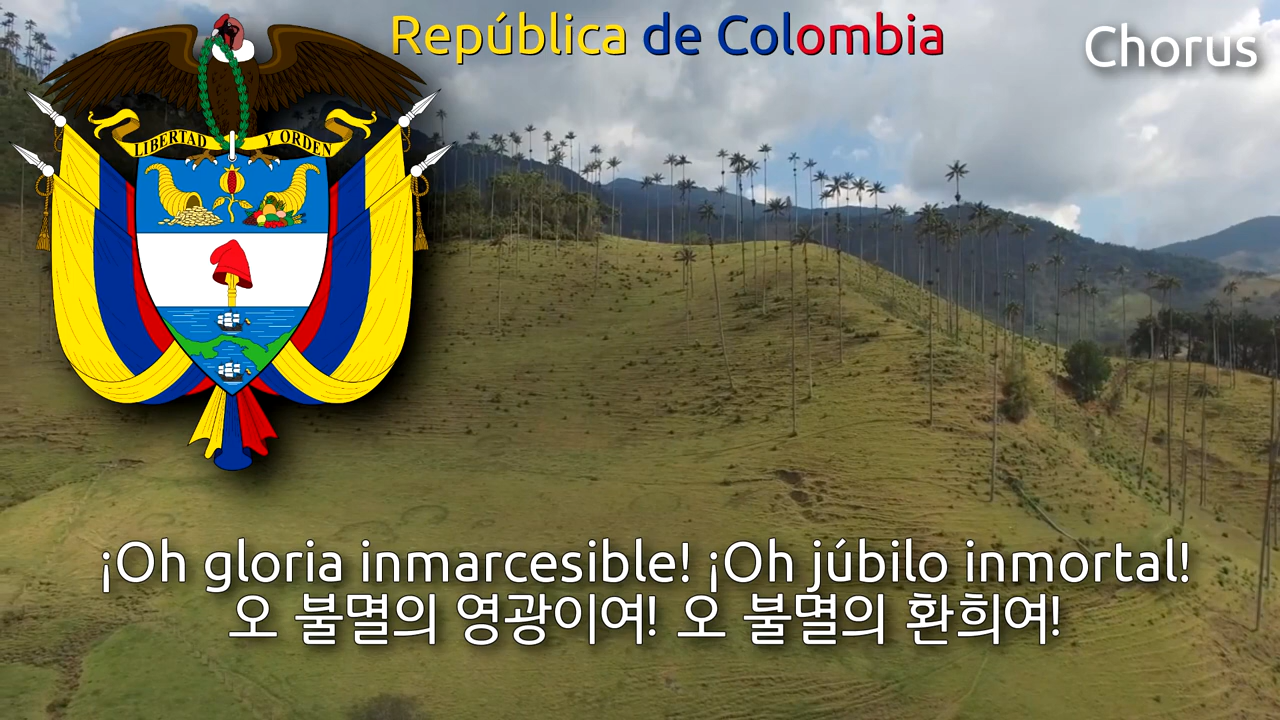 República de Colombia
Chorus
LIBERTAD Y ORDEN
¡Oh gloria inmarcesible! ¡Oh júbilo inmortal!
오 불멸의 영광이여! 오 불멸의 환희여!